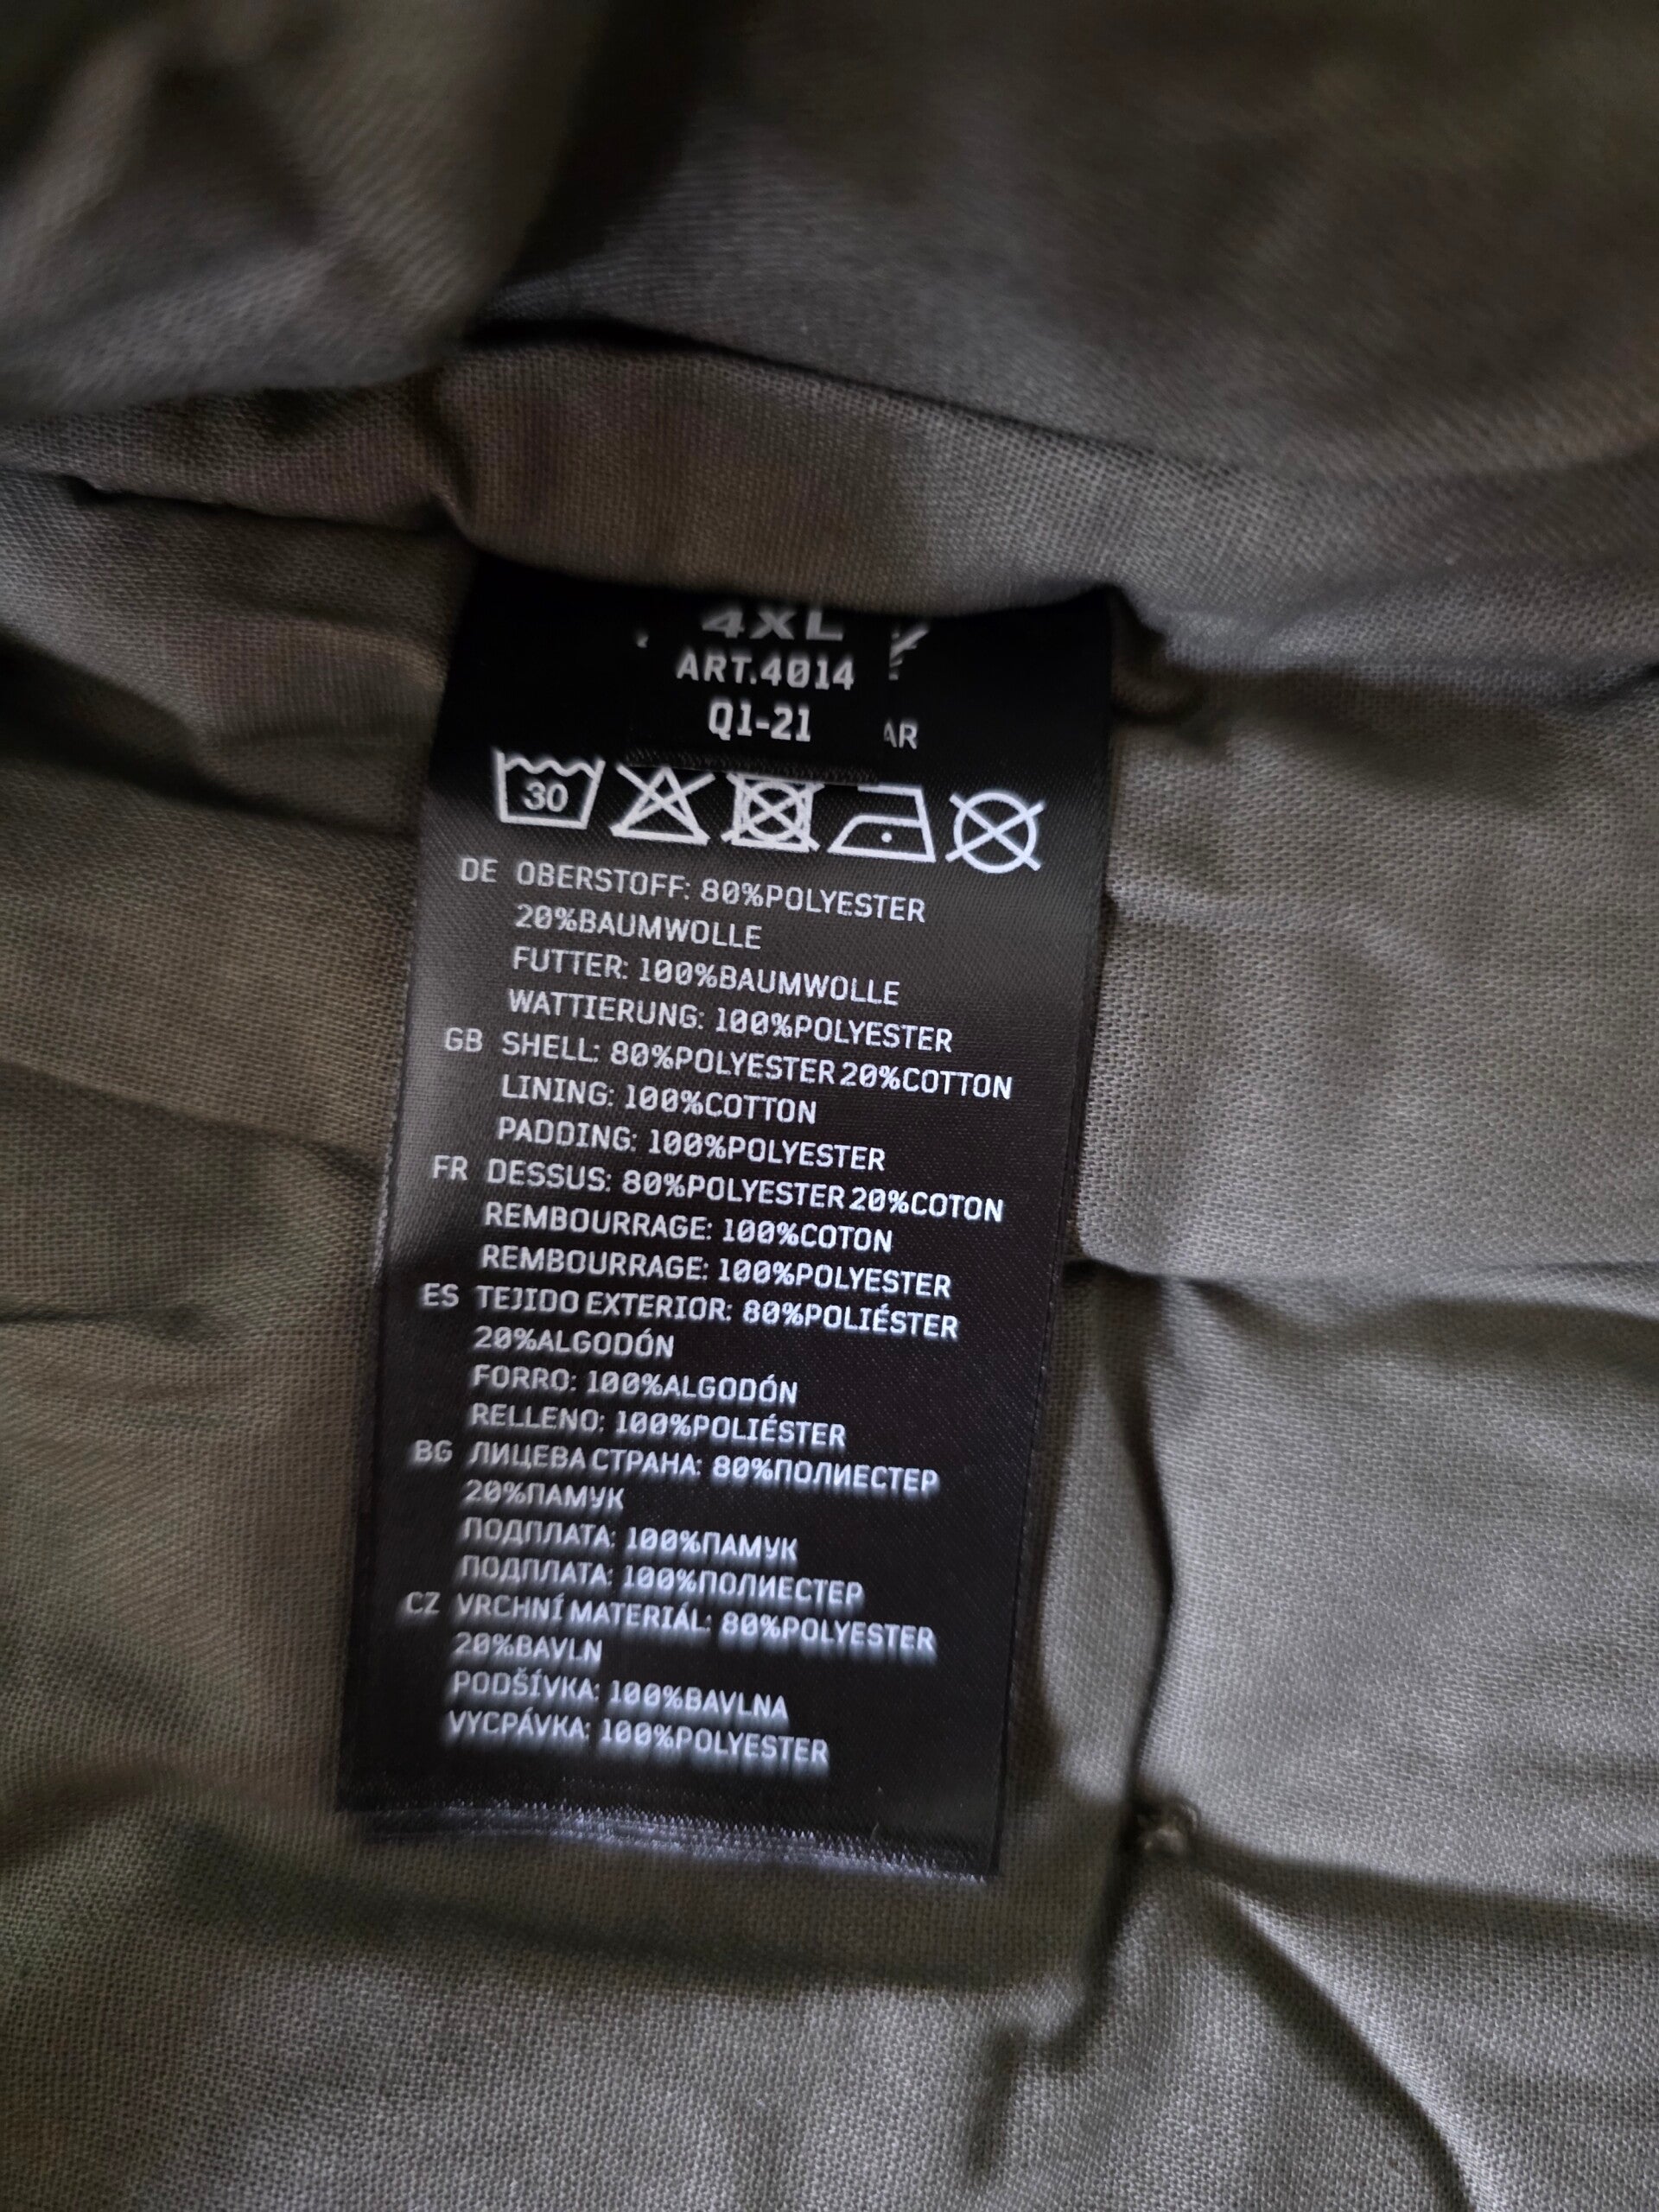 4XL
ART.4014
Q1-21
AR
30
DE OBERSTOFF: 80%POLYESTER
20%BAUMWOLLE
FUTTER: 100%BAUMWOLLE
WATTIERUNG: 100%POLYESTER
GB SHELL: 80%POLYESTER 20%COTTON
LINING: 100%COTTON
PADDING: 100%POLYESTER
FR DESSUS: 80%POLYESTER 20%COTON
REMBOURRAGE: 100%COTON
REMBOURRAGE: 100%POLYESTER
ES TEJIDO EXTERIOR: 80%POLIÉSTER
20%ALGODÓN
FORRO: 100%ALGODÓN
RELLENO: 100%POLIÉSTER
BG ЛИЦЕВА СТРАНА: 80%ПОЛИЕСТЕР
20%ПАМУК
ПОДПЛАТА: 100%ПАМУК
ПОДПЛАТА: 100%ПОЛИЕСТЕР
CZ VRCHNÍ MATERIÁL: 80%POLYESTER
20%BAVLN
PODŠÍVKA: 100%BAVLNA
VYCPÁVKA: 100%POLYESTER